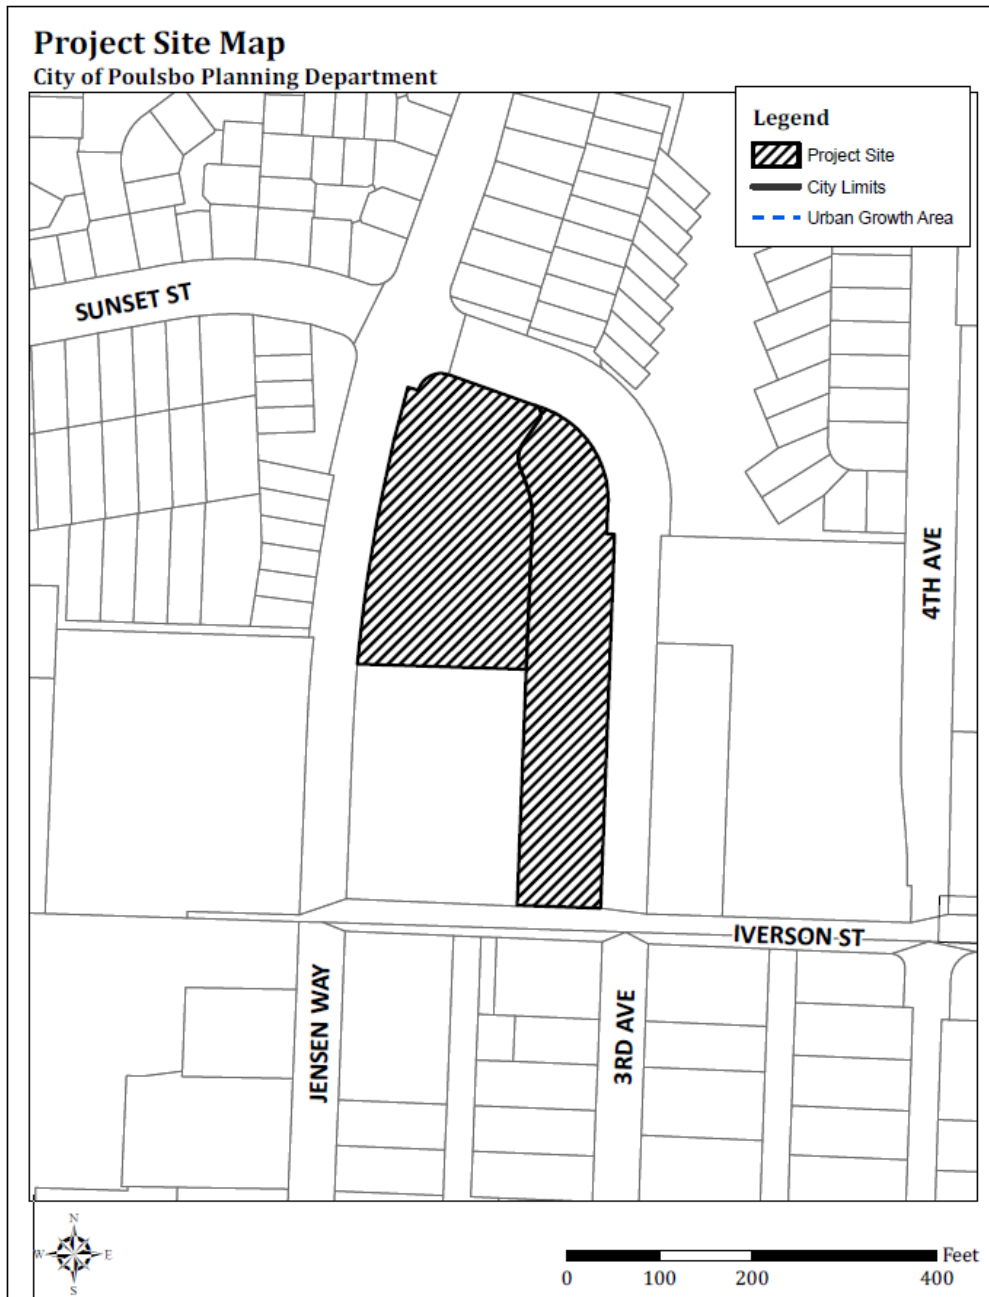 Project Site Map
City of Poulsbo Planning Department
Legend
Project Site
City Limits
Urban Growth Area
SUNSET ST
4TH AVE
IVERSON ST
JENSEN WAY
3RD AVE
N
W E
S
Feet
0 100 200 400